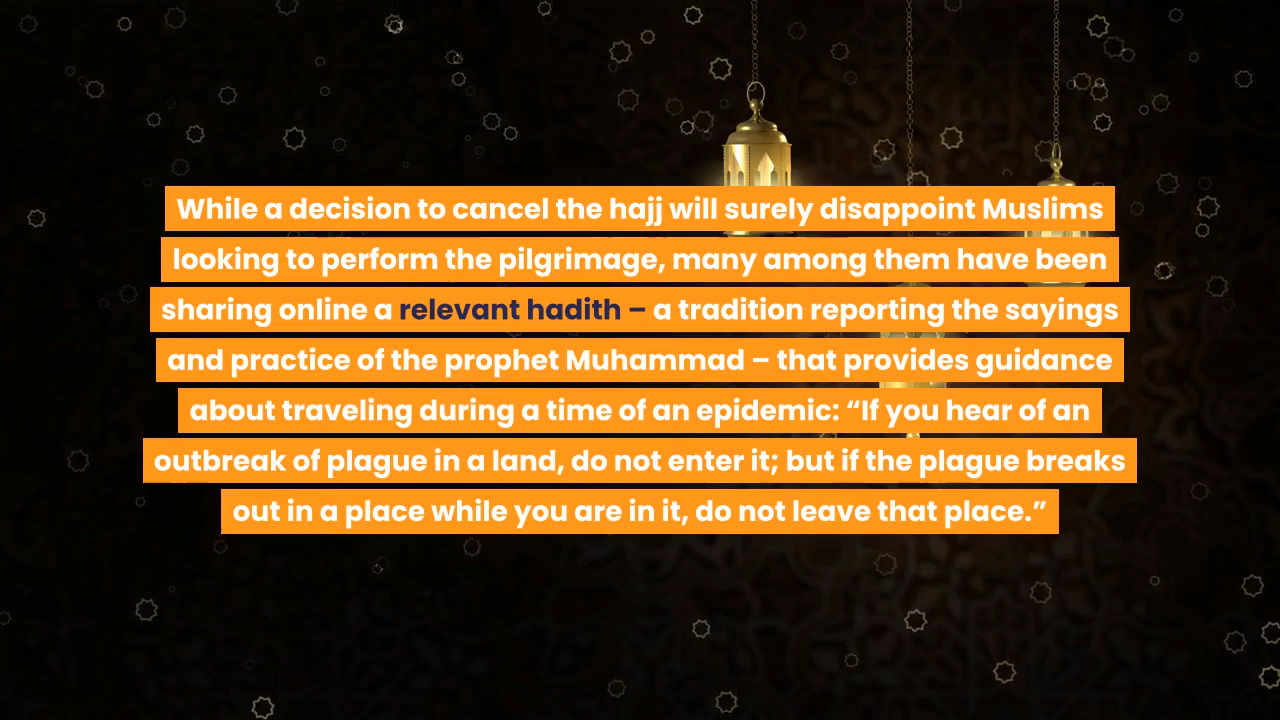 While a decision to cancel the hajj will surely disappoint Muslims
looking to perform the pilgrimage, many among them have been
sharing online a relevant hadith – a tradition reporting the sayings
and practice of the prophet Muhammad – that provides guidance
about traveling during a time of an epidemic: “If you hear of an
outbreak of plague in a land, do not enter it; but if the plague breaks
out in a place while you are in it, do not leave that place.”